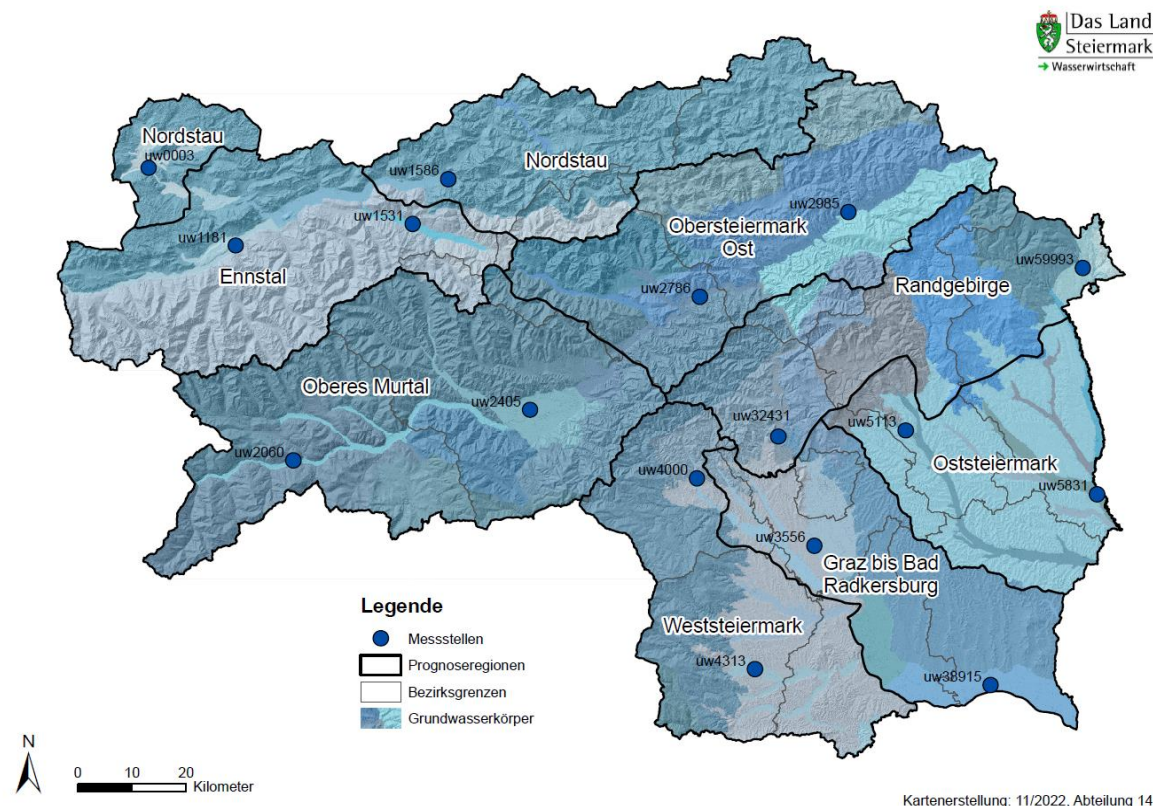 Das Land
Steiermark
→ Wasserwirtschaft
Nordstau
uw0003
uw1586
Nordstau
uw1531
uw1181
Ennstal
uw2985
Obersteiermark
Ost
uw59993
uw2786
Randgebirge
Oberes Murtal
uw2405
uw32431
uw5113
uw2060
uw4000
Oststeiermark
uw5831
uw3556
Graz bis Bad
Radkersburg
Weststeiermark
uw4313
uw38915
Legende
Messstellen
Prognoseregionen
Bezirksgrenzen
Grundwasserkörper
N
0 10 20
Kilometer
Kartenerstellung: 11/2022, Abteilung 14